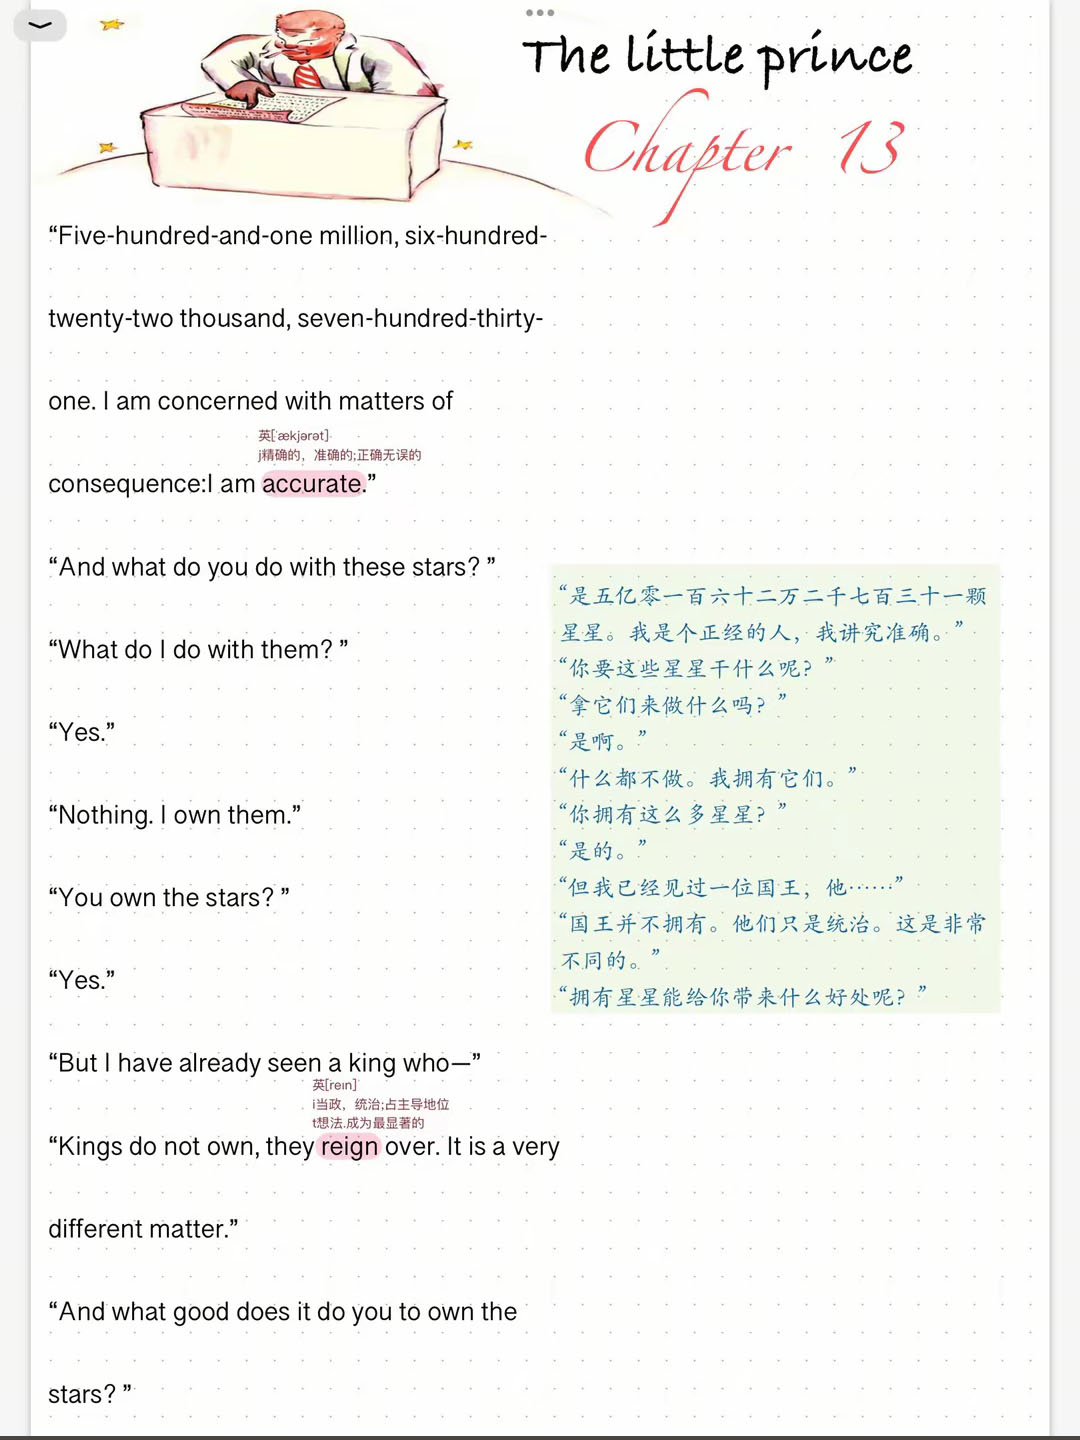 The little prince
Chapter 13
“Five-hundred-and-one million, six-hundred-
twenty-two thousand, seven-hundred-thirty-
one. I am concerned with matters of
英[ˈækjərət]
j精确的，准确的;正确无误的
consequence:I am accurate.”
“And what do you do with these stars? ”
“What do I do with them? ”
“Yes.”
“Nothing. I own them.”
“You own the stars? ”
“Yes.”
“But I have already seen a king who—”
英[reɪn]
i当政，统治;占主导地位
t想法.成为最显著的
“Kings do not own, they reign over. It is a very
different matter.”
“And what good does it do you to own the
stars? ”
“是五亿零一百六十二万二千七百三十一颗
星星。我是个正经的人，我讲究准确。”
“你要这些星星干什么呢？”
“拿它们来做什么吗？”
“是啊。”
“什么都不做。我拥有它们。”
“你拥有这么多星星？”
“是的。”
“但我已经见过一位国王，他……”
“国王并不拥有。他们只是统治。这是非常
不同的。”
“拥有星星能给你带来什么好处呢？”